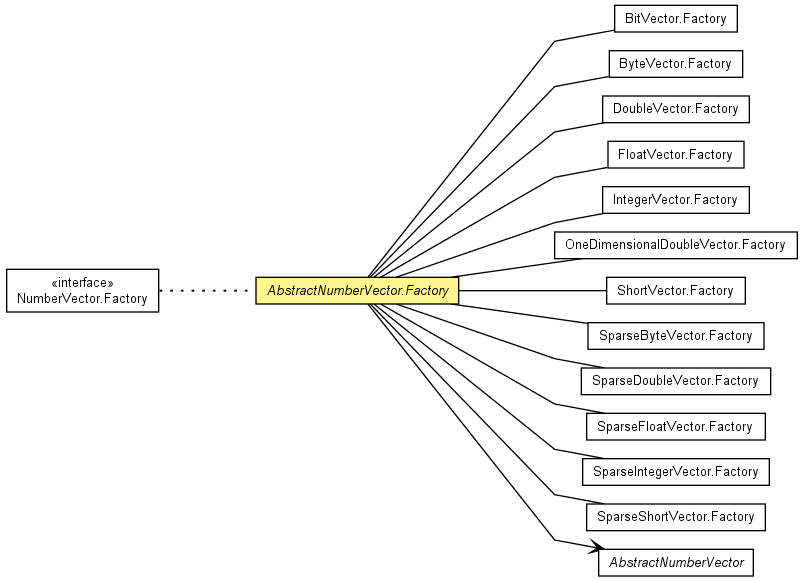 BitVector.Factory
ByteVector.Factory
DoubleVector.Factory
FloatVector.Factory
IntegerVector.Factory
OneDimensionalDoubleVector.Factory
«interface»
NumberVector.Factory
AbstractNumberVector.Factory
ShortVector.Factory
SparseByteVector.Factory
SparseDoubleVector.Factory
SparseFloatVector.Factory
SparseIntegerVector.Factory
SparseShortVector.Factory
AbstractNumberVector